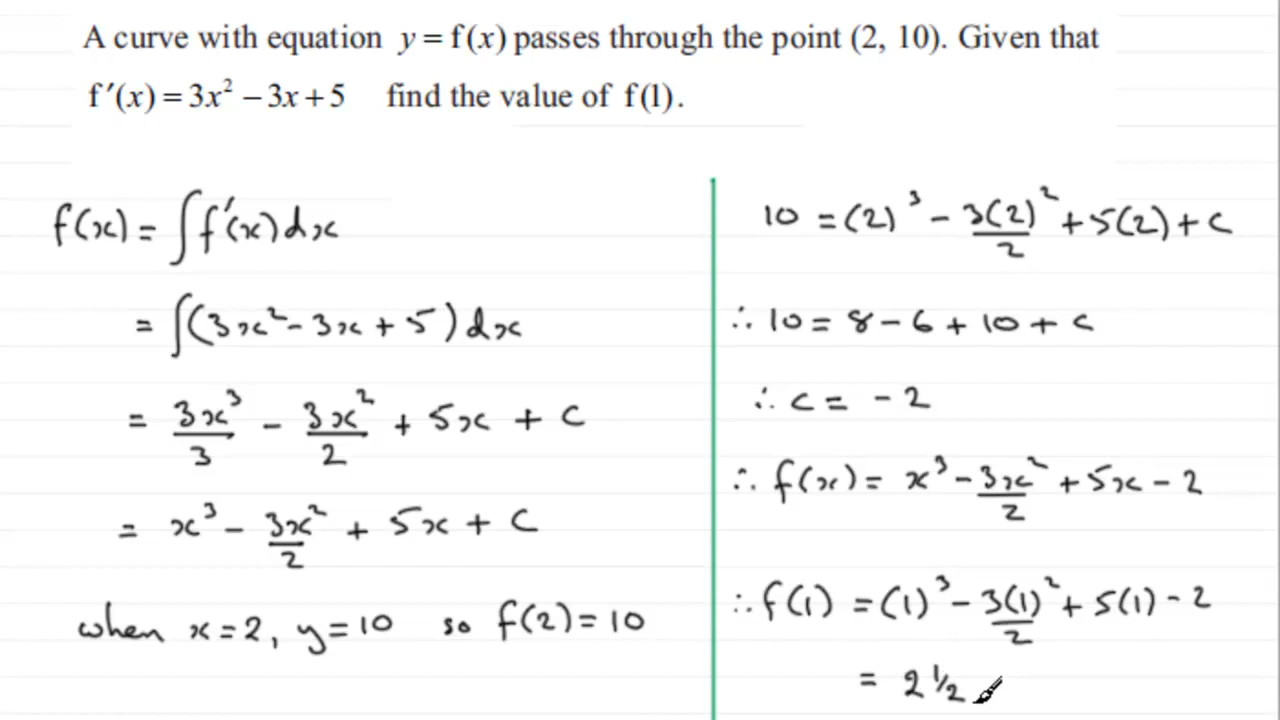 A curve with equation y = f(x) passes through the point (2, 10). Given that
f′(x) = 3x² − 3x + 5 find the value of f(1).
f(x) = ∫f′(x)dx
= ∫(3x² − 3x + 5)dx
= 3x³/3 − 3x²/2 + 5x + c
= x³ − 3x²/2 + 5x + c
when x = 2, y = 10 so f(2) = 10
10 = (2)³ − 3(2)²/2 + 5(2) + c
∴ 10 = 8 − 6 + 10 + c
∴ c = −2
∴ f(x) = x³ − 3x²/2 + 5x − 2
∴ f(1) = (1)³ − 3(1)²/2 + 5(1) − 2
= 2 1/2